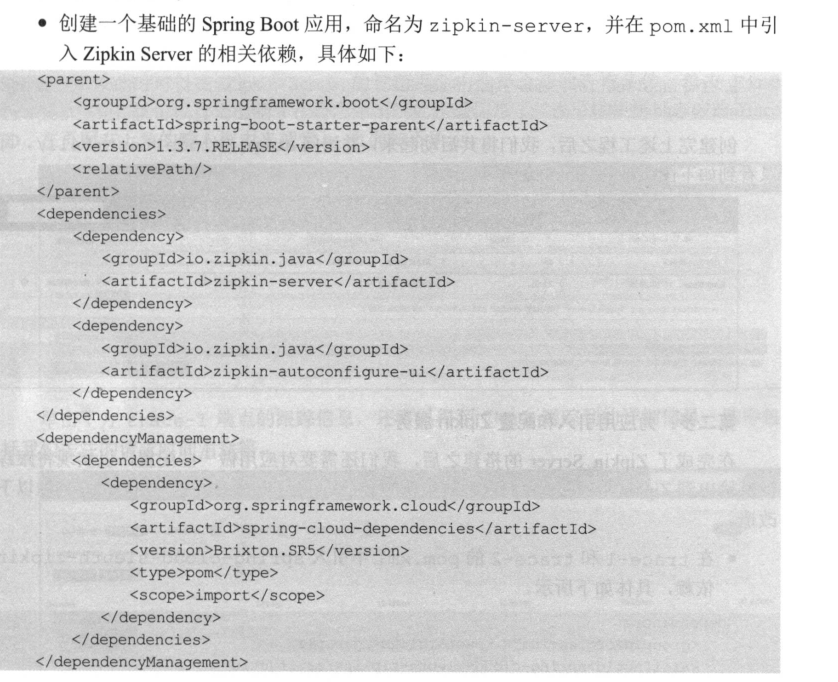 • 创建一个基础的 Spring Boot 应用，命名为 zipkin-server，并在 pom.xml 中引
入 Zipkin Server 的相关依赖，具体如下：
<parent>
    <groupId>org.springframework.boot</groupId>
    <artifactId>spring-boot-starter-parent</artifactId>
    <version>1.3.7.RELEASE</version>
    <relativePath/>
</parent>
<dependencies>
    <dependency>
        <groupId>io.zipkin.java</groupId>
        <artifactId>zipkin-server</artifactId>
    </dependency>
    <dependency>
        <groupId>io.zipkin.java</groupId>
        <artifactId>zipkin-autoconfigure-ui</artifactId>
    </dependency>
</dependencies>
<dependencyManagement>
    <dependencies>
        <dependency>
            <groupId>org.springframework.cloud</groupId>
            <artifactId>spring-cloud-dependencies</artifactId>
            <version>Brixton.SR5</version>
            <type>pom</type>
            <scope>import</scope>
        </dependency>
    </dependencies>
</dependencyManagement>